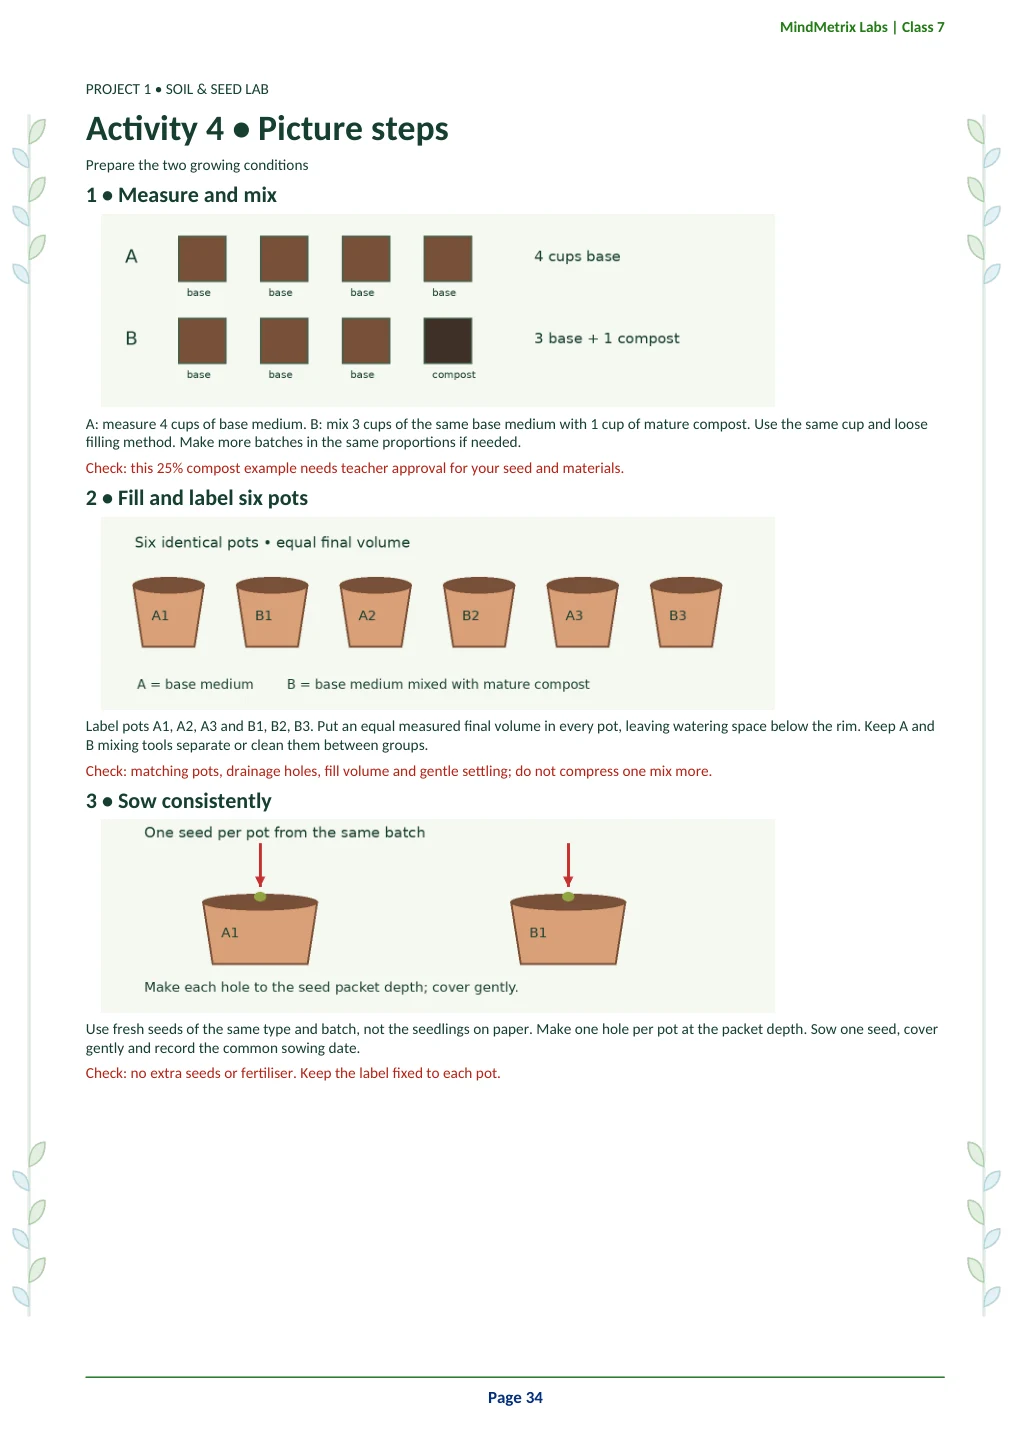 MindMetrix Labs | Class 7
PROJECT 1 • SOIL & SEED LAB
Activity 4 • Picture steps
Prepare the two growing conditions
1 • Measure and mix
A
4 cups base
base base base base
B
3 base + 1 compost
base base base compost
A: measure 4 cups of base medium. B: mix 3 cups of the same base medium with 1 cup of mature compost. Use the same cup and loose
filling method. Make more batches in the same proportions if needed.
Check: this 25% compost example needs teacher approval for your seed and materials.
2 • Fill and label six pots
Six identical pots • equal final volume
A1 B1 A2 B2 A3 B3
A = base medium B = base medium mixed with mature compost
Label pots A1, A2, A3 and B1, B2, B3. Put an equal measured final volume in every pot, leaving watering space below the rim. Keep A and
B mixing tools separate or clean them between groups.
Check: matching pots, drainage holes, fill volume and gentle settling; do not compress one mix more.
3 • Sow consistently
One seed per pot from the same batch
A1 B1
Make each hole to the seed packet depth; cover gently.
Use fresh seeds of the same type and batch, not the seedlings on paper. Make one hole per pot at the packet depth. Sow one seed, cover
gently and record the common sowing date.
Check: no extra seeds or fertiliser. Keep the label fixed to each pot.
Page 34